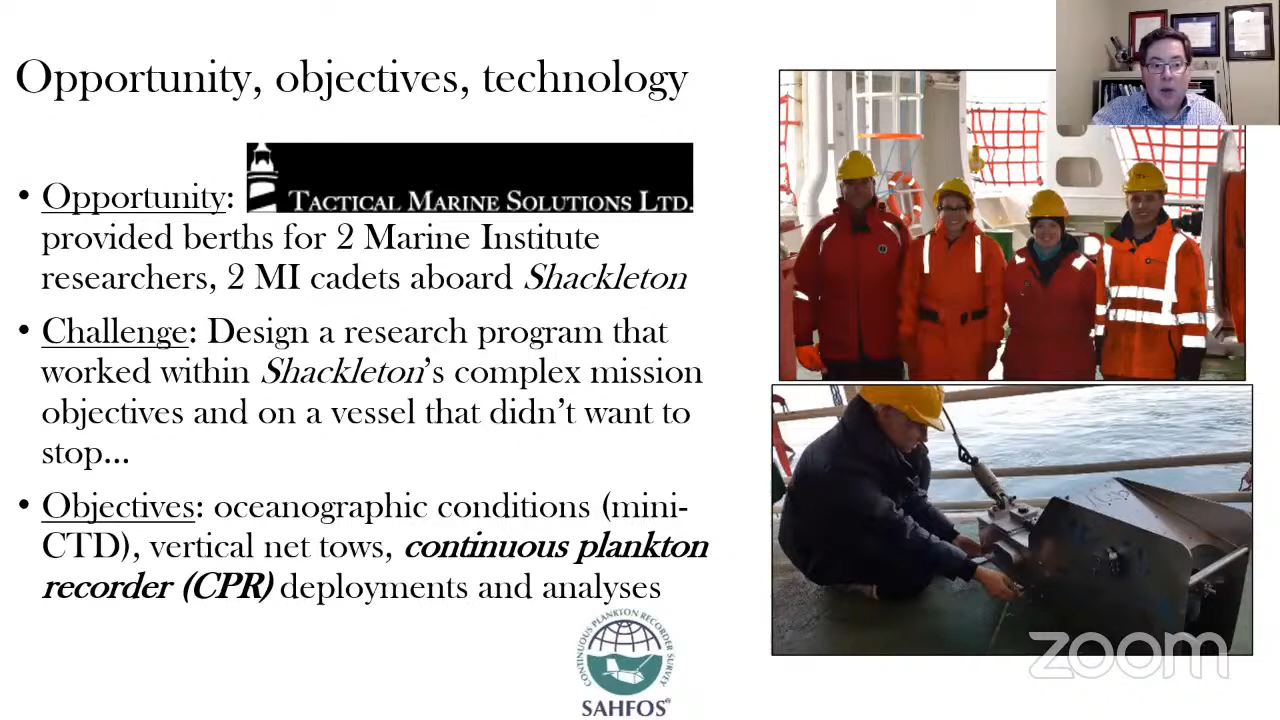 Opportunity, objectives, technology
• Opportunity: TACTICAL MARINE SOLUTIONS LTD.
provided berths for 2 Marine Institute
researchers, 2 MI cadets aboard Shackleton
• Challenge: Design a research program that
worked within Shackleton’s complex mission
objectives and on a vessel that didn’t want to
stop...
• Objectives: oceanographic conditions (mini-
CTD), vertical net tows, continuous plankton
recorder (CPR) deployments and analyses
CONTINUOUS PLANKTON RECORDER SURVEY
SAHFOS®
zoom